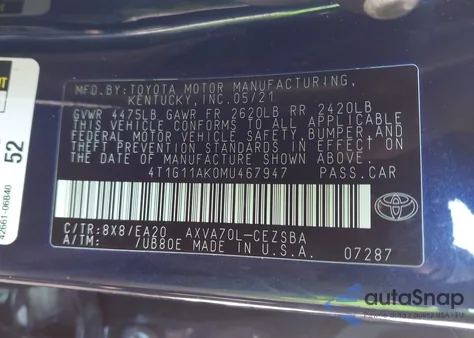 MFD.BY:TOYOTA MOTOR MANUFACTURING,
KENTUCKY, INC.05/21
GVWR 4475LB GAWR FR 2620LB RR 2420LB
THIS VEHICLE CONFORMS TO ALL APPLICABLE
FEDERAL MOTOR VEHICLE SAFETY, BUMPER,AND
THEFT PREVENTION STANDARDS IN EFFECT ON
THE DATE OF MANUFACTURE SHOWN ABOVE.
4T1G11AK0MU467947 PASS.CAR
C/TR:8X8/EA20 AXVA70L-CEZSBA
A/TM: /UB80E MADE IN U.S.A. 07287
52
42661-06B40
autoSnap